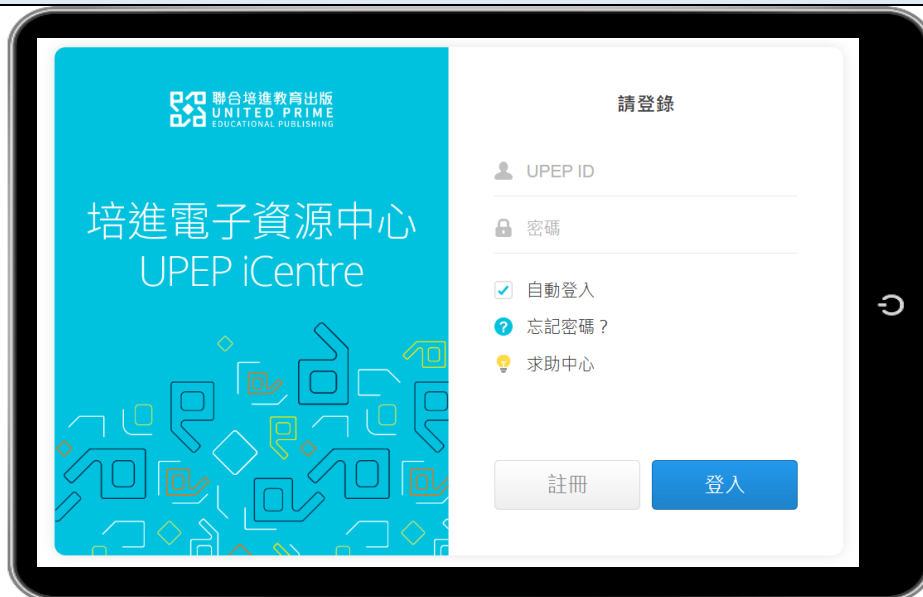 聯合培進教育出版
UNITED PRIME
EDUCATIONAL PUBLISHING
培進電子資源中心
UPEP iCentre
請登錄
UPEP ID
密碼
自動登入
忘記密碼？
求助中心
註冊
登入